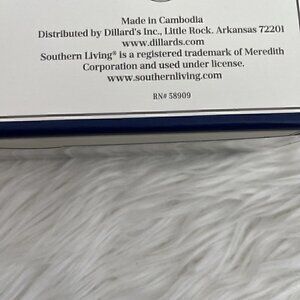 Made in Cambodia
Distributed by Dillard's Inc., Little Rock. Arkansas 72201
www.dillards.com
Southern Living® is a registered trademark of Meredith
Corporation and used under license.
www.southernliving.com
RN# 58909